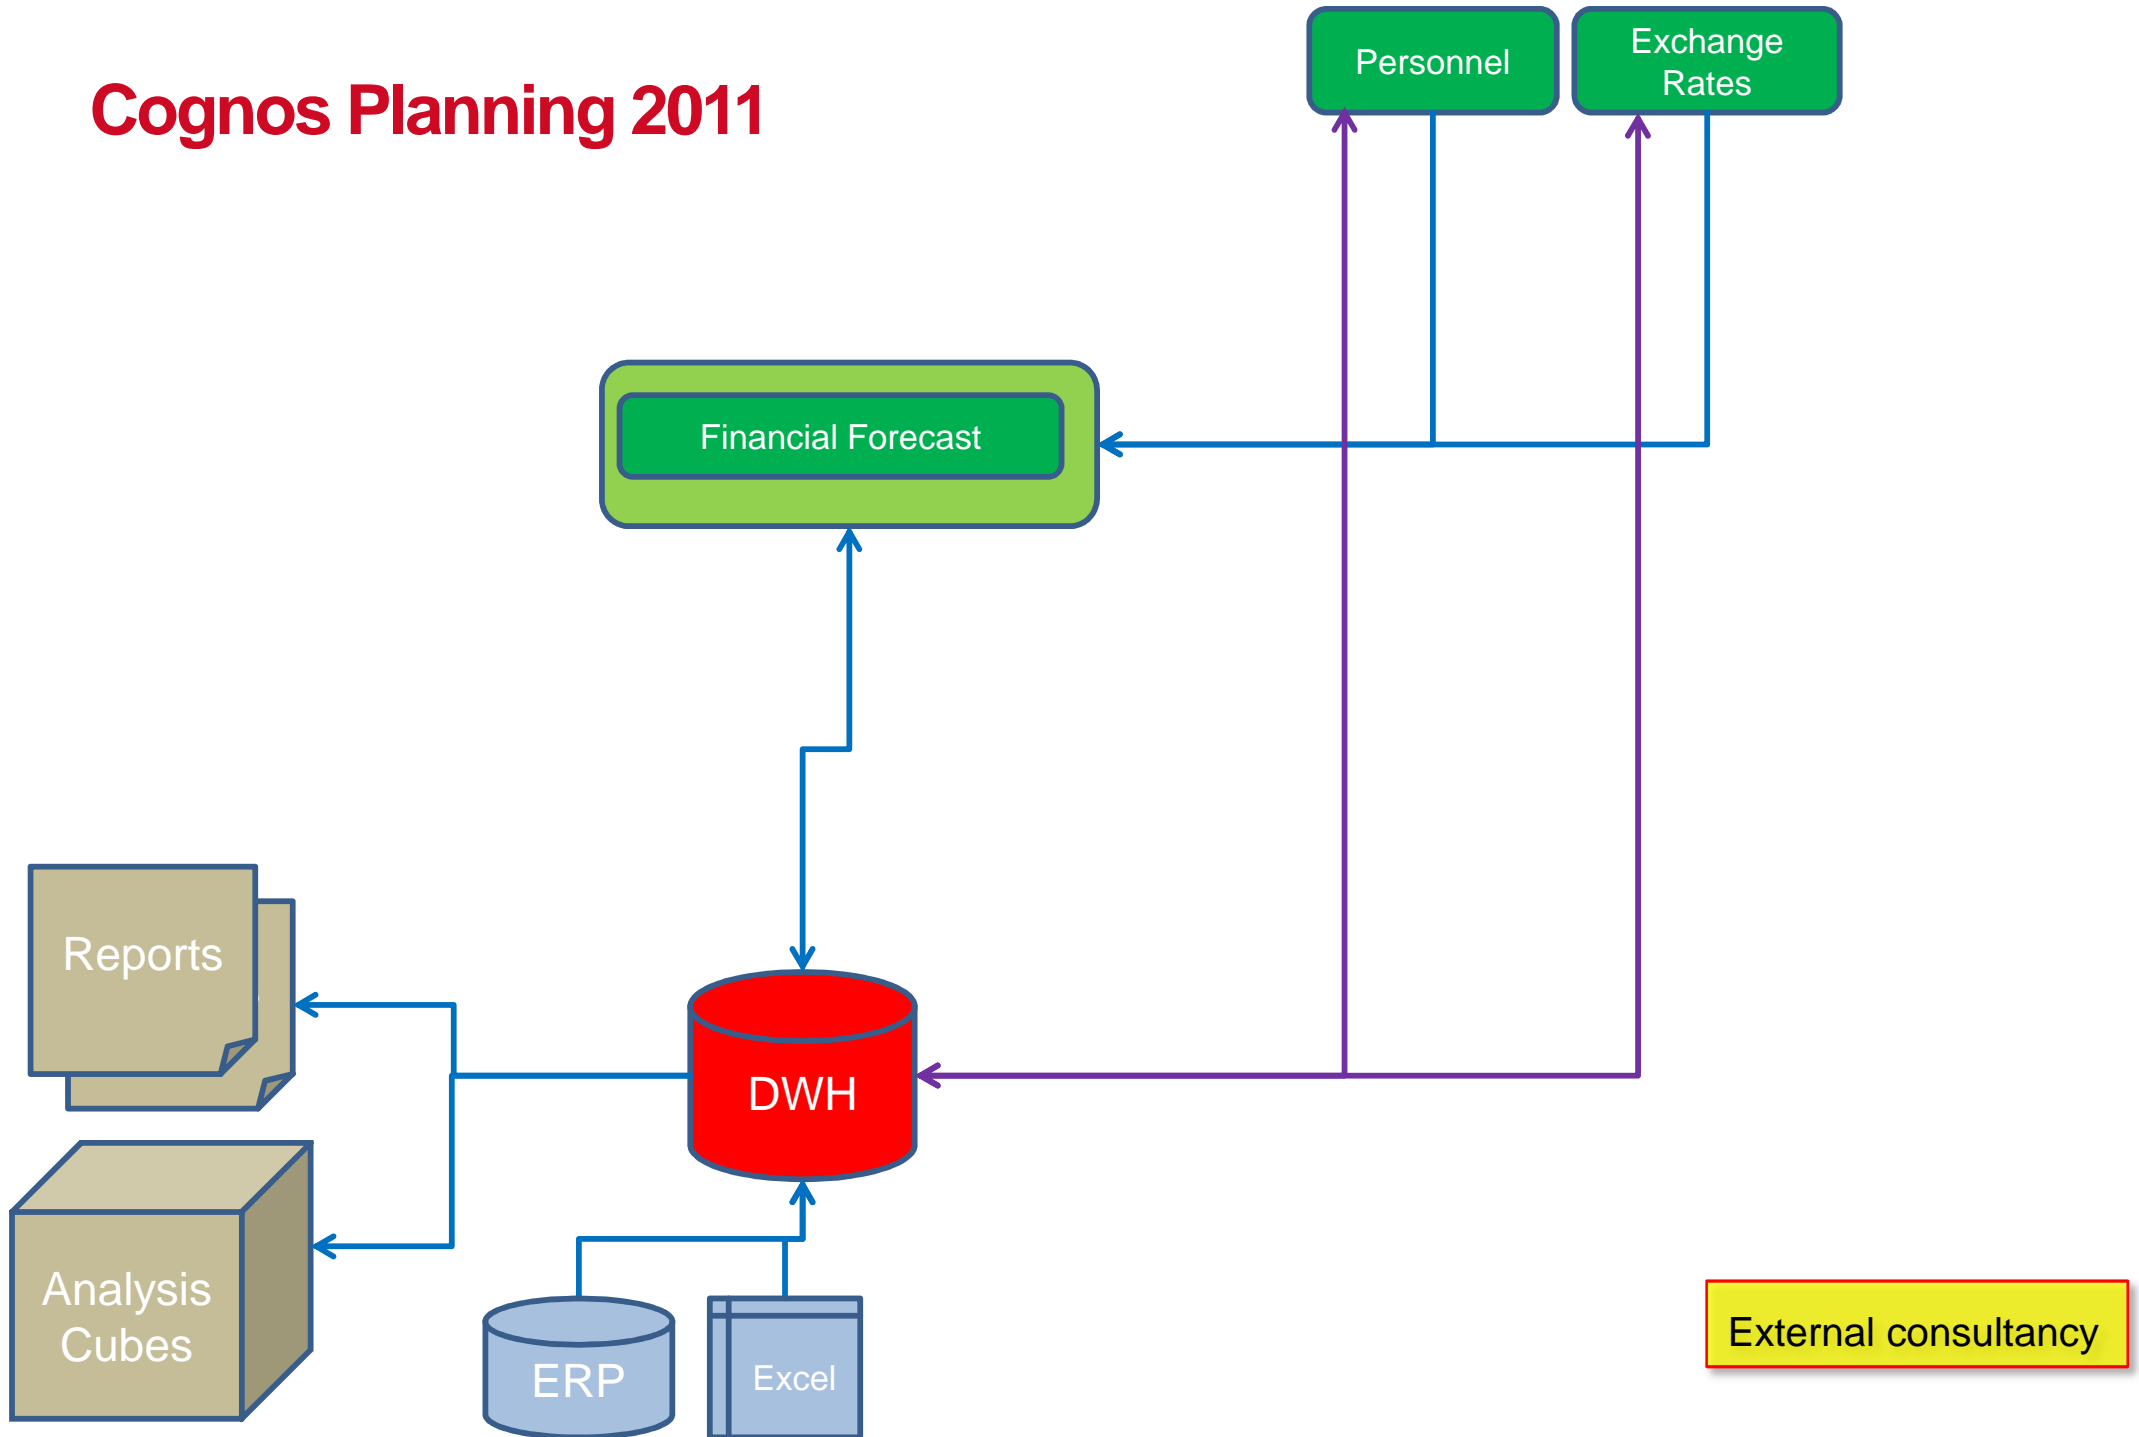 Personnel
Exchange
Rates
Cognos Planning 2011
Financial Forecast
Reports
DWH
Analysis
Cubes
ERP
Excel
External consultancy